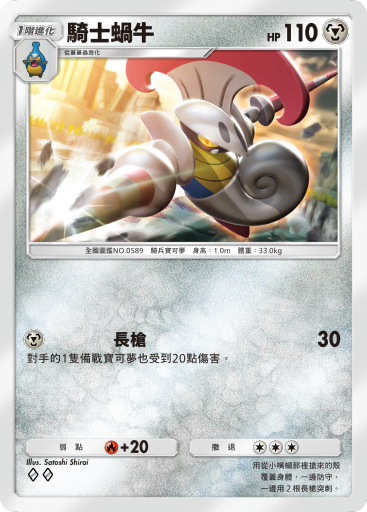 1階進化
騎士蝸牛
HP 110
從蓋蓋蟲進化
全國圖鑑NO.0589 騎兵寶可夢 身高:1.0m 體重:33.0kg
長槍 30
對手的1隻備戰寶可夢也受到20點傷害。
弱點 +20 撤退
Illus. Satoshi Shirai
用從小嘴蝸那裡搶來的殼
覆蓋身體,一邊防守,
一邊用2根長槍突刺。